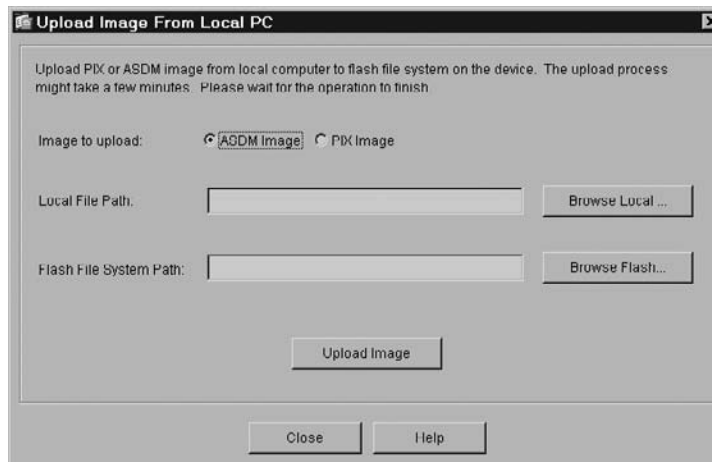 Upload Image From Local PC
Upload PIX or ASDM image from local computer to flash file system on the device. The upload process
might take a few minutes. Please wait for the operation to finish
Image to upload: ASDM Image PIX Image
Local File Path: Browse Local ...
Flash File System Path: Browse Flash...
Upload Image
Close Help